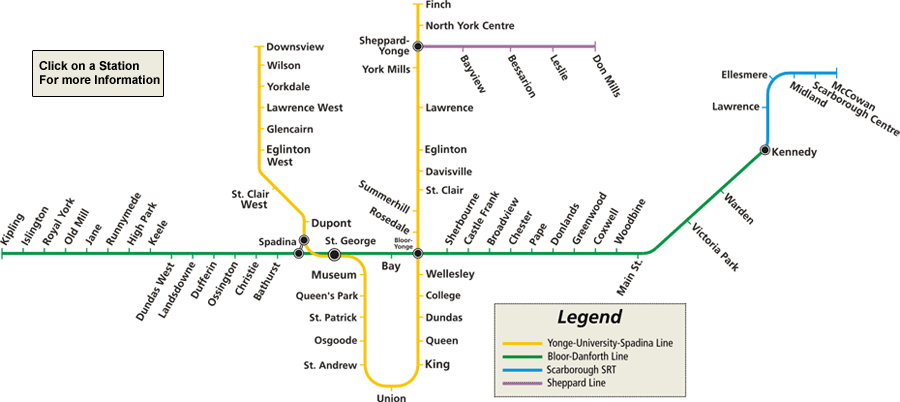 Finch
North York Centre
Sheppard-
Yonge
York Mills
Bayview
Bessarion
Leslie
Don Mills
Click on a Station
For more Information
Downsview
Wilson
Yorkdale
Lawrence West
Glencairn
Eglinton
West
St. Clair
West
Dupont
Spadina
St. George
Lawrence
Eglinton
Davisville
St. Clair
Summerhill
Rosedale
Bloor-
Yonge
Ellesmere
Lawrence
Midland
Scarborough Centre
McCowan
Kennedy
Warden
Victoria Park
Main St.
Kipling
Islington
Royal York
Old Mill
Jane
Runnymede
High Park
Keele
Dundas West
Landsdowne
Dufferin
Ossington
Christie
Bathurst
Bay
Sherbourne
Castle Frank
Broadview
Chester
Pape
Donlands
Greenwood
Coxwell
Woodbine
Museum
Queen's Park
St. Patrick
Osgoode
St. Andrew
Union
Wellesley
College
Dundas
Queen
King
Legend
Yonge-University-Spadina Line
Bloor-Danforth Line
Scarborough SRT
Sheppard Line